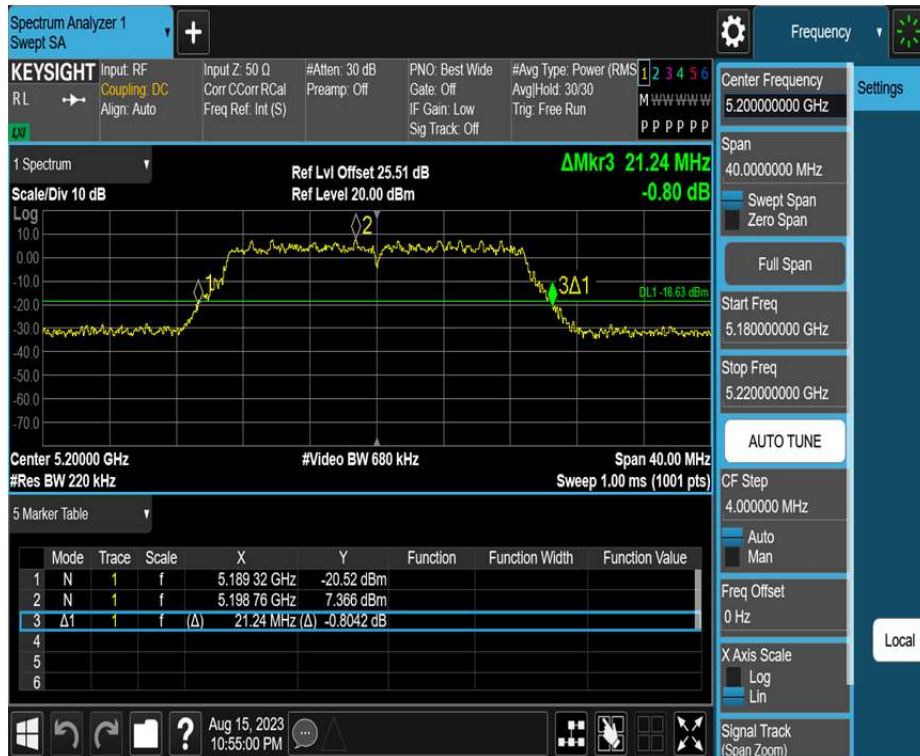 Spectrum Analyzer 1
Swept SA
+
Frequency
KEYSIGHT
RL
LXI
Input: RF
Coupling: DC
Align: Auto
Input Z: 50 Ω
Corr CCorr RCal
Freq Ref: Int (S)
#Atten: 30 dB
Preamp: Off
PNO: Best Wide
Gate: Off
IF Gain: Low
Sig Track: Off
#Avg Type: Power (RMS
Avg|Hold: 30/30
Trig: Free Run
1 2 3 4 5 6
M W W W W W
P P P P P P
Center Frequency
5.200000000 GHz
Settings
1 Spectrum
Scale/Div 10 dB
Ref Lvl Offset 25.51 dB
Ref Level 20.00 dBm
ΔMkr3 21.24 MHz
-0.80 dB
Log
10.0
0.00
-10.0
-20.0
-30.0
-40.0
-50.0
-60.0
-70.0
1
2
3Δ1
DL1 -18.63 dBm
Center 5.20000 GHz
#Res BW 220 kHz
#Video BW 680 kHz
Span 40.00 MHz
Sweep 1.00 ms (1001 pts)
Span
40.0000000 MHz
Swept Span
Zero Span
Full Span
Start Freq
5.180000000 GHz
Stop Freq
5.220000000 GHz
AUTO TUNE
CF Step
4.000000 MHz
Auto
Man
Freq Offset
0 Hz
X Axis Scale
Log
Lin
Signal Track
(Span Zoom)
Local
5 Marker Table
Mode Trace Scale X Y Function Function Width Function Value
1 N 1 f 5.189 32 GHz -20.52 dBm
2 N 1 f 5.198 76 GHz 7.366 dBm
3 Δ1 1 f (Δ) 21.24 MHz (Δ) -0.8042 dB
4
5
6
?
Aug 15, 2023
10:55:00 PM